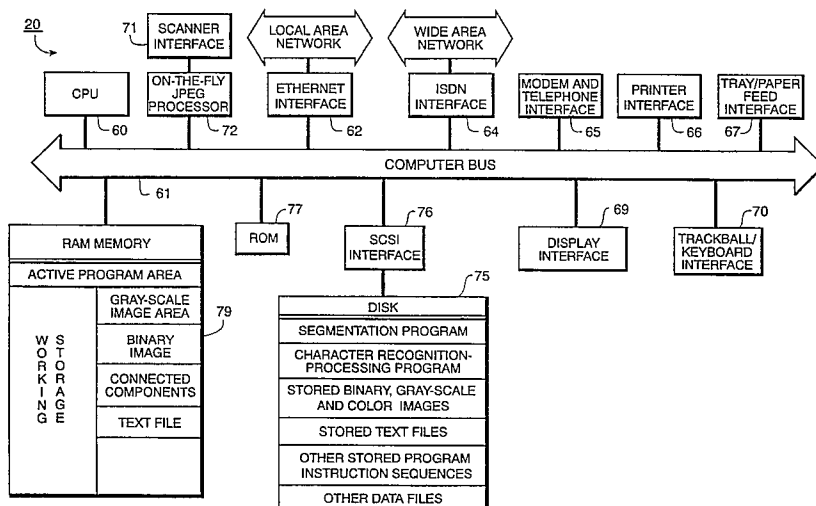 20
71
SCANNER
INTERFACE
LOCAL AREA
NETWORK
WIDE AREA
NETWORK
CPU
60
ON-THE-FLY
JPEG
PROCESSOR
72
ETHERNET
INTERFACE
62
ISDN
INTERFACE
64
MODEM AND
TELEPHONE
INTERFACE
65
PRINTER
INTERFACE
66
TRAY/PAPER
FEED
INTERFACE
67
COMPUTER BUS
61
77
ROM
76
SCSI
INTERFACE
69
DISPLAY
INTERFACE
70
TRACKBALL/
KEYBOARD
INTERFACE
RAM MEMORY
ACTIVE PROGRAM AREA
WORKING
STORAGE
GRAY-SCALE
IMAGE AREA
79
BINARY
IMAGE
CONNECTED
COMPONENTS
TEXT FILE
75
DISK
SEGMENTATION PROGRAM
CHARACTER RECOGNITION-
PROCESSING PROGRAM
STORED BINARY, GRAY-SCALE
AND COLOR IMAGES
STORED TEXT FILES
OTHER STORED PROGRAM
INSTRUCTION SEQUENCES
OTHER DATA FILES